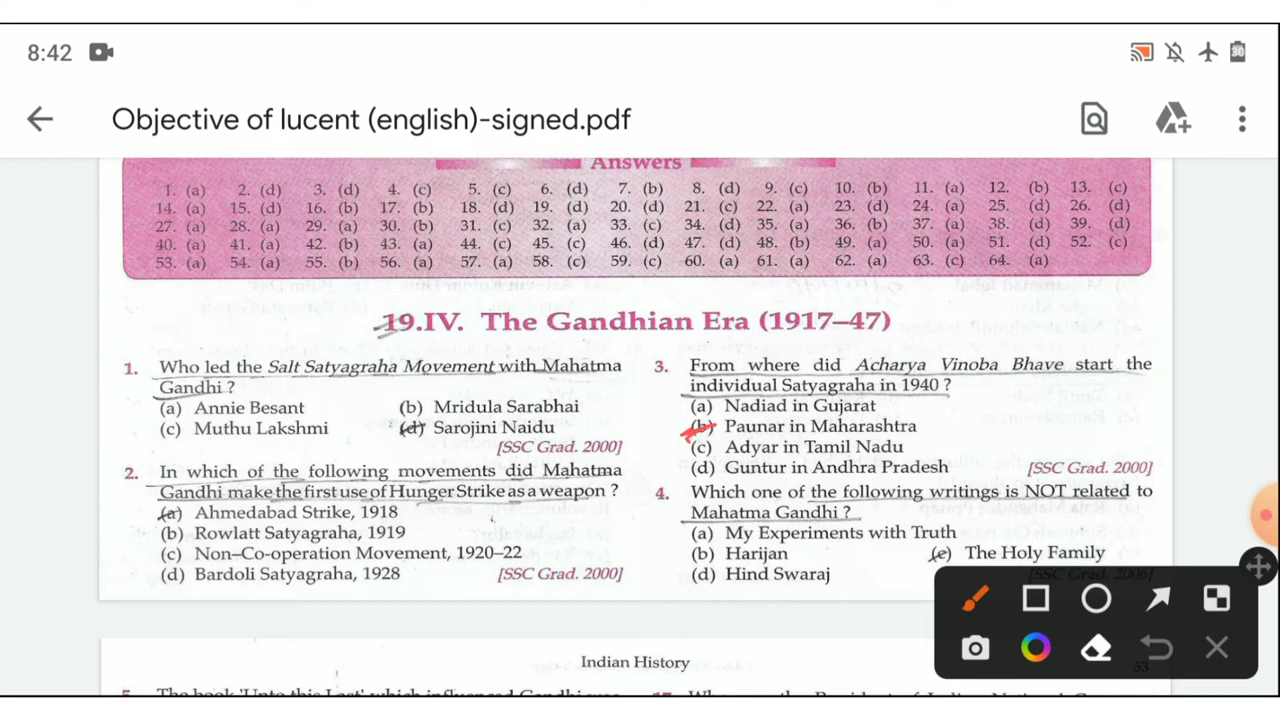 8:42
30
Objective of lucent (english)-signed.pdf
Answers
1. (a) 2. (d) 3. (d) 4. (c) 5. (c) 6. (d) 7. (b) 8. (d) 9. (c) 10. (b) 11. (a) 12. (b) 13. (c)
14. (a) 15. (d) 16. (b) 17. (b) 18. (d) 19. (d) 20. (d) 21. (c) 22. (a) 23. (d) 24. (a) 25. (d) 26. (d)
27. (a) 28. (a) 29. (a) 30. (b) 31. (c) 32. (a) 33. (c) 34. (d) 35. (a) 36. (b) 37. (a) 38. (d) 39. (d)
40. (a) 41. (a) 42. (b) 43. (a) 44. (c) 45. (c) 46. (d) 47. (d) 48. (b) 49. (a) 50. (a) 51. (d) 52. (c)
53. (a) 54. (a) 55. (b) 56. (a) 57. (a) 58. (c) 59. (c) 60. (a) 61. (a) 62. (a) 63. (c) 64. (a)
19.IV. The Gandhian Era (1917–47)
1. Who led the Salt Satyagraha Movement with Mahatma
Gandhi ?
(a) Annie Besant (b) Mridula Sarabhai
(c) Muthu Lakshmi (d) Sarojini Naidu
[SSC Grad. 2000]
2. In which of the following movements did Mahatma
Gandhi make the first use of Hunger Strike as a weapon ?
(a) Ahmedabad Strike, 1918
(b) Rowlatt Satyagraha, 1919
(c) Non–Co-operation Movement, 1920–22
(d) Bardoli Satyagraha, 1928 [SSC Grad. 2000]
3. From where did Acharya Vinoba Bhave start the
individual Satyagraha in 1940 ?
(a) Nadiad in Gujarat
(b) Paunar in Maharashtra
(c) Adyar in Tamil Nadu
(d) Guntur in Andhra Pradesh [SSC Grad. 2000]
4. Which one of the following writings is NOT related to
Mahatma Gandhi ?
(a) My Experiments with Truth
(b) Harijan (c) The Holy Family
(d) Hind Swaraj [SSC Grad. 2006]
Indian History
53